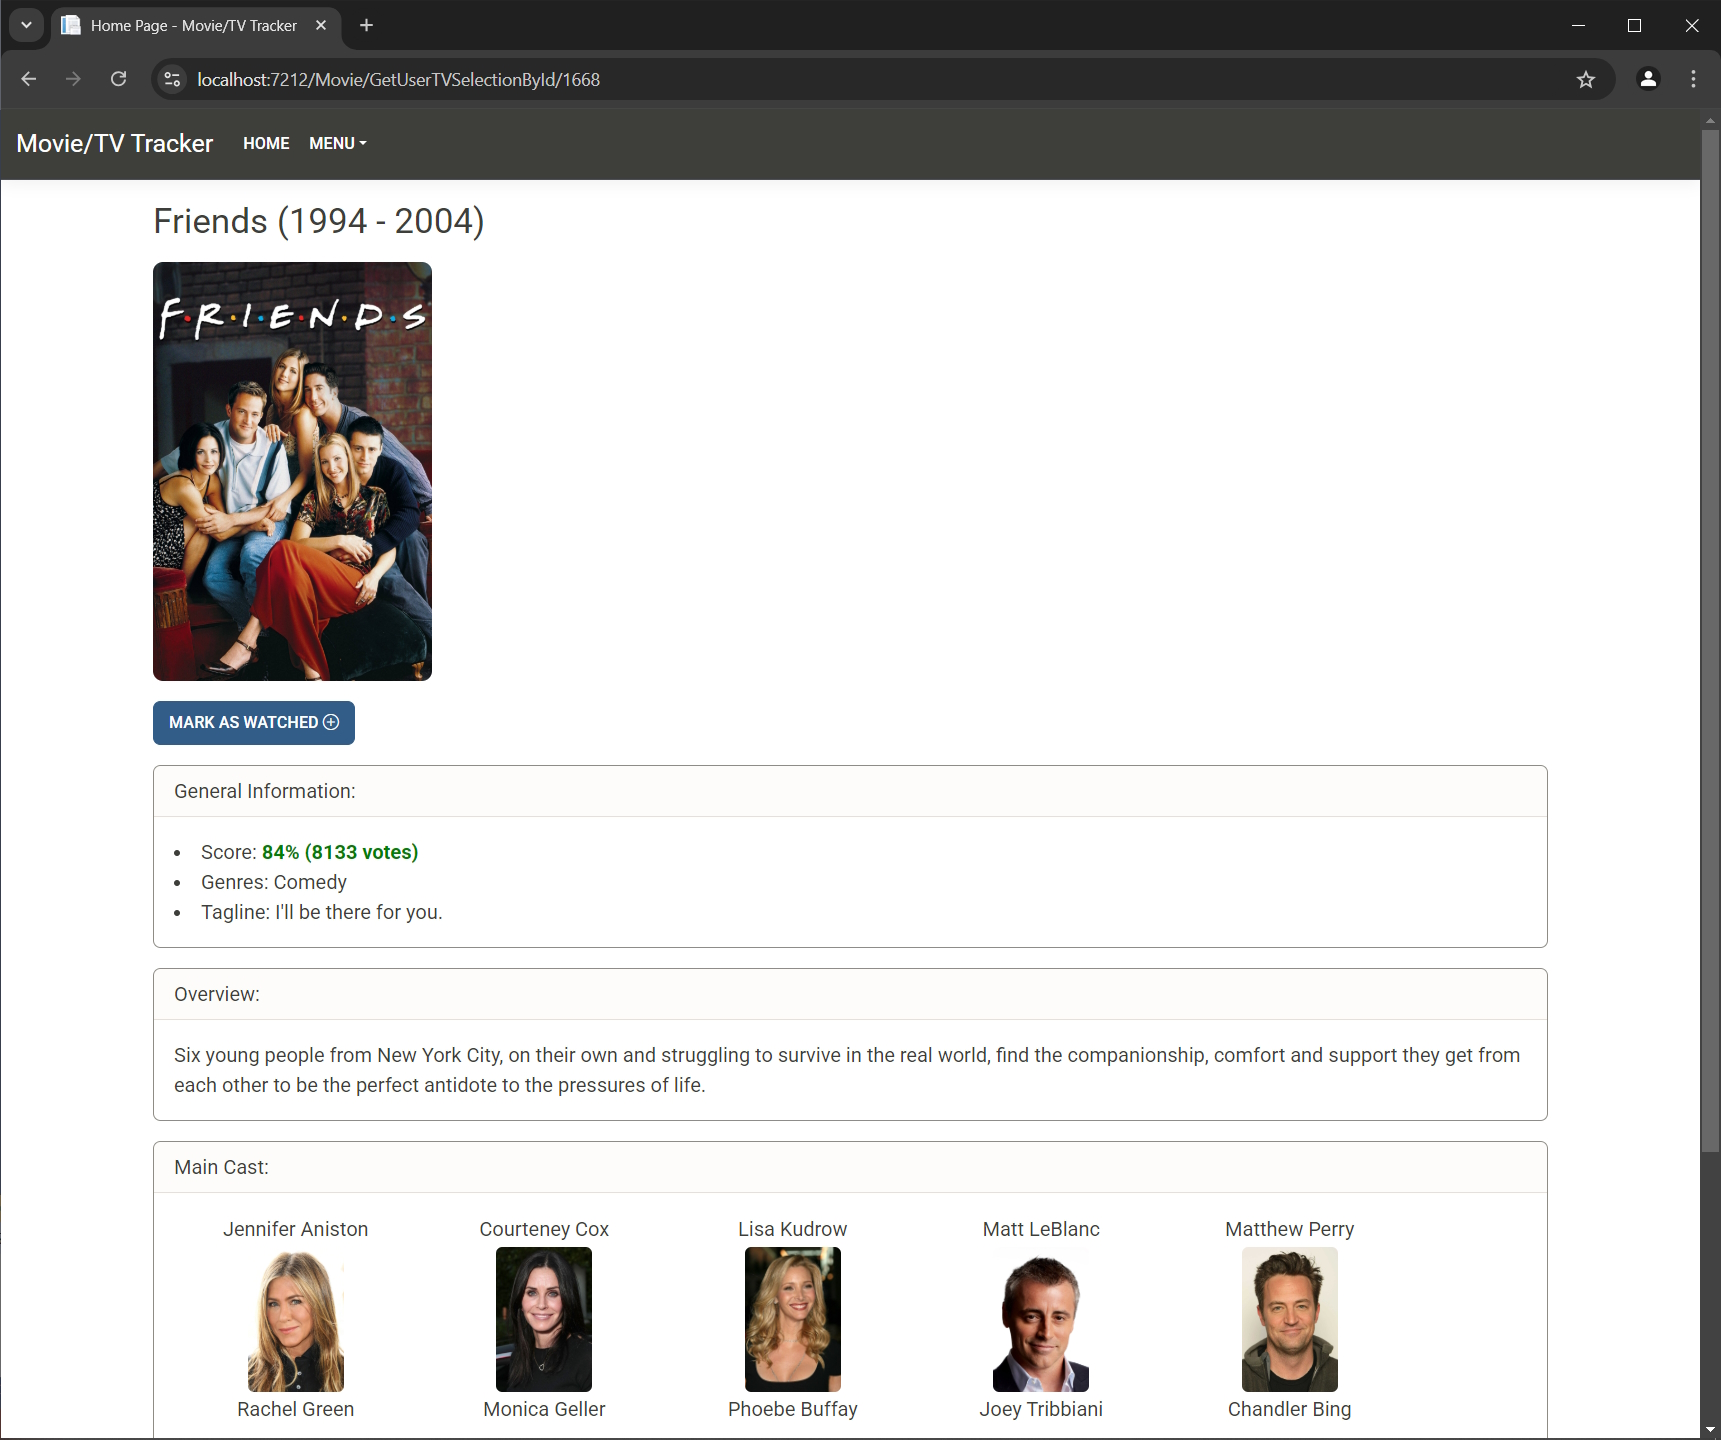 Home Page - Movie/TV Tracker
localhost:7212/Movie/GetUserTVSelectionById/1668
Movie/TV Tracker HOME MENU
Friends (1994 - 2004)
F·R·I·E·N·D·S
MARK AS WATCHED
General Information:
• Score: 84% (8133 votes)
• Genres: Comedy
• Tagline: I'll be there for you.
Overview:
Six young people from New York City, on their own and struggling to survive in the real world, find the companionship, comfort and support they get from
each other to be the perfect antidote to the pressures of life.
Main Cast:
Jennifer Aniston Courteney Cox Lisa Kudrow Matt LeBlanc Matthew Perry
Rachel Green Monica Geller Phoebe Buffay Joey Tribbiani Chandler Bing